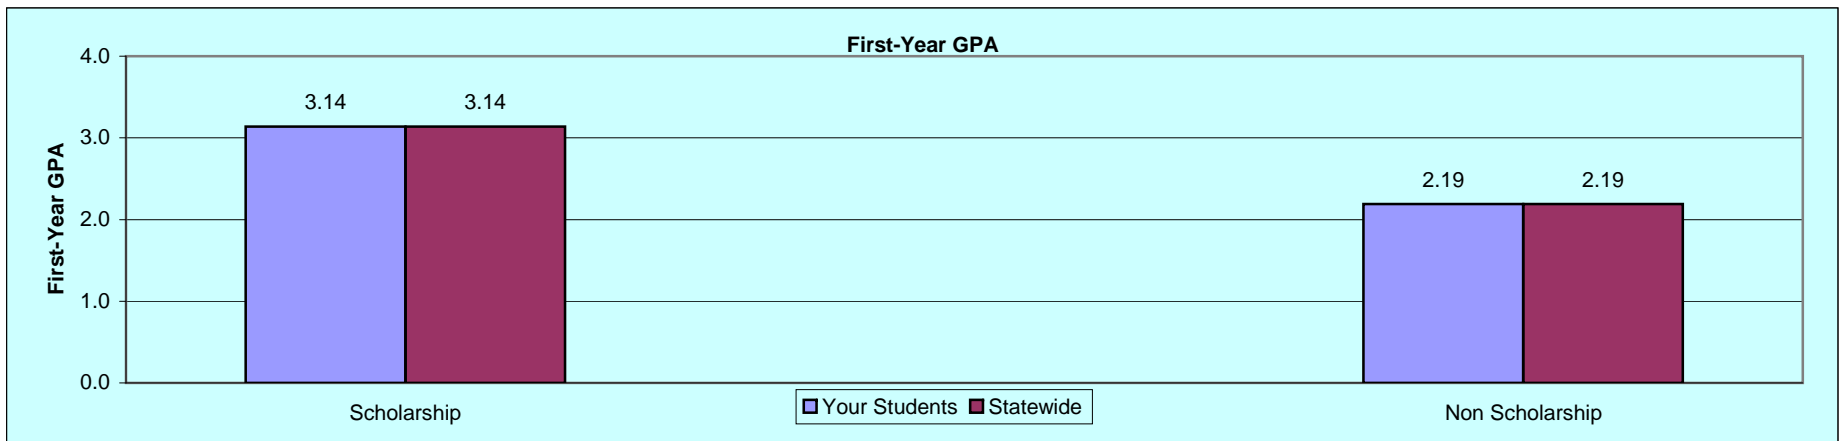 First-Year GPA
First-Year GPA
4.0
3.0
2.0
1.0
0.0
3.14 3.14
2.19 2.19
Scholarship
Non Scholarship
Your Students Statewide